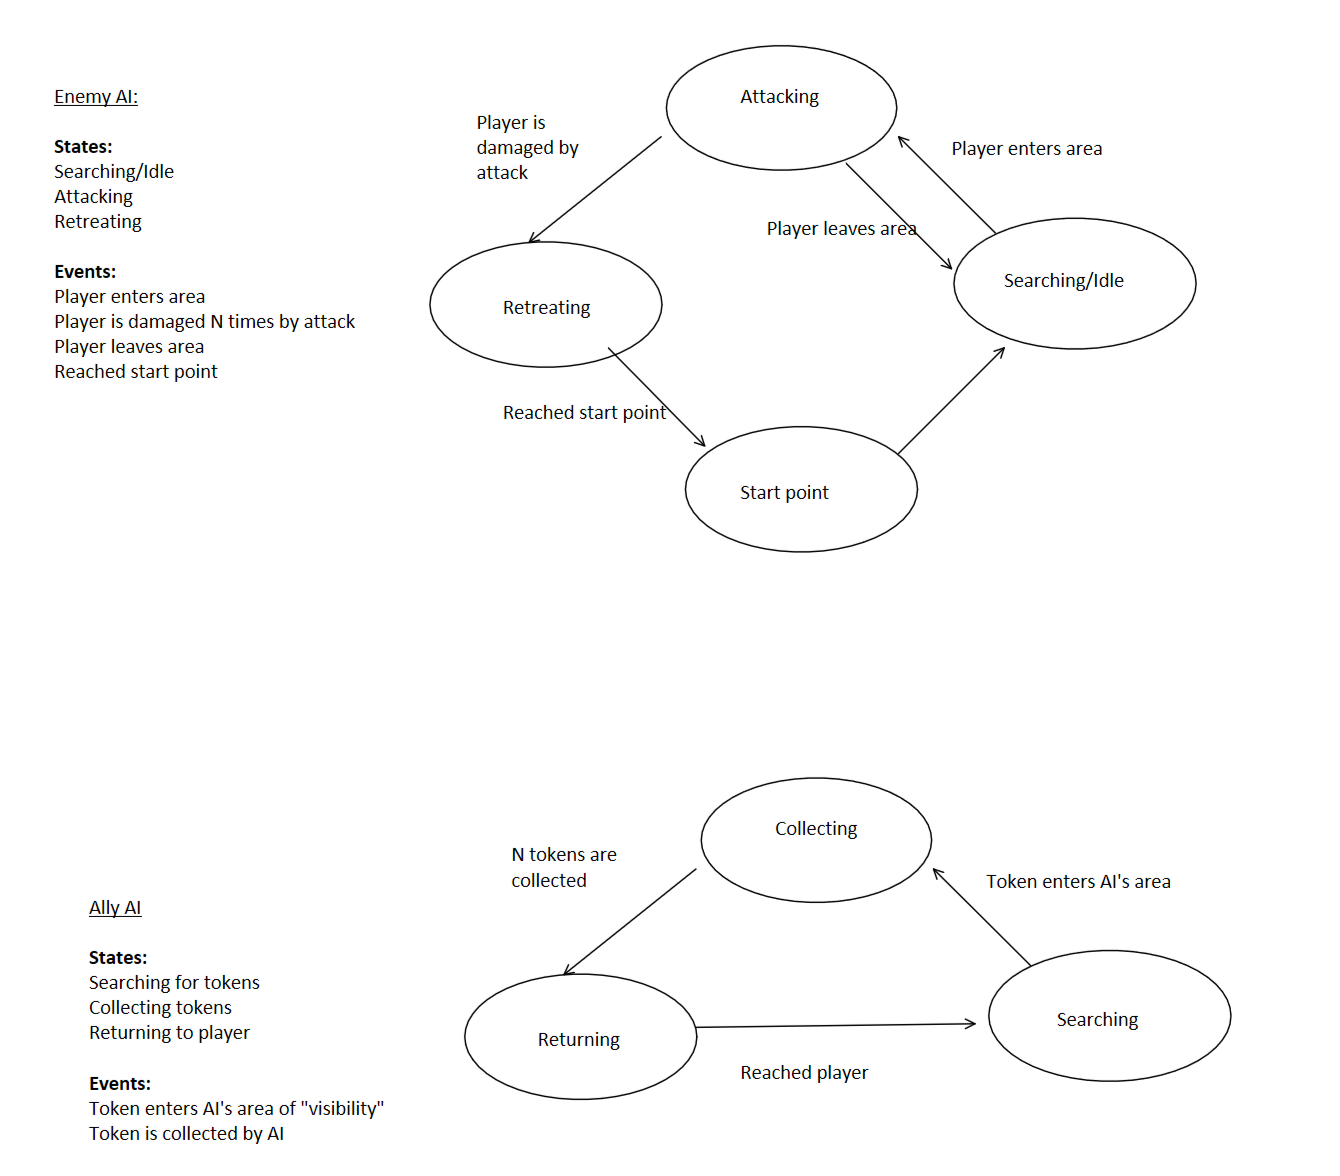 Enemy AI:
States:
Searching/Idle
Attacking
Retreating
Events:
Player enters area
Player is damaged N times by attack
Player leaves area
Reached start point
Attacking
Player is
damaged by
attack
Player enters area
Player leaves area
Searching/Idle
Retreating
Reached start point
Start point
Ally AI
States:
Searching for tokens
Collecting tokens
Returning to player
Events:
Token enters AI's area of "visibility"
Token is collected by AI
Collecting
N tokens are
collected
Token enters AI's area
Searching
Returning
Reached player